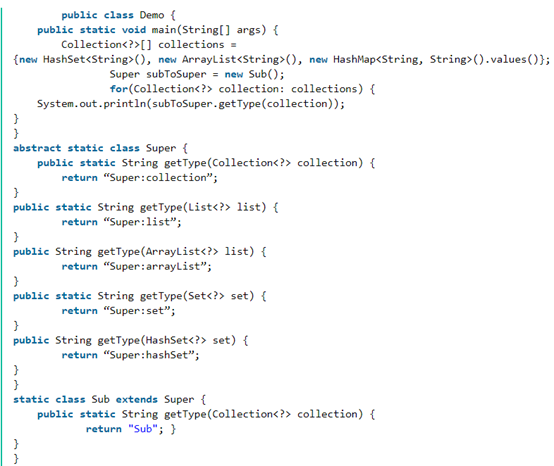 public class Demo {
public static void main(String[] args) {
Collection<?>[] collections =
{new HashSet<String>(), new ArrayList<String>(), new HashMap<String, String>().values()};
Super subToSuper = new Sub();
for(Collection<?> collection: collections) {
System.out.println(subToSuper.getType(collection));
}
}
abstract static class Super {
public static String getType(Collection<?> collection) {
return “Super:collection”;
}
public static String getType(List<?> list) {
return “Super:list”;
}
public String getType(ArrayList<?> list) {
return “Super:arrayList”;
}
public static String getType(Set<?> set) {
return “Super:set”;
}
public String getType(HashSet<?> set) {
return “Super:hashSet”;
}
}
static class Sub extends Super {
public static String getType(Collection<?> collection) {
return "Sub"; }
}
}